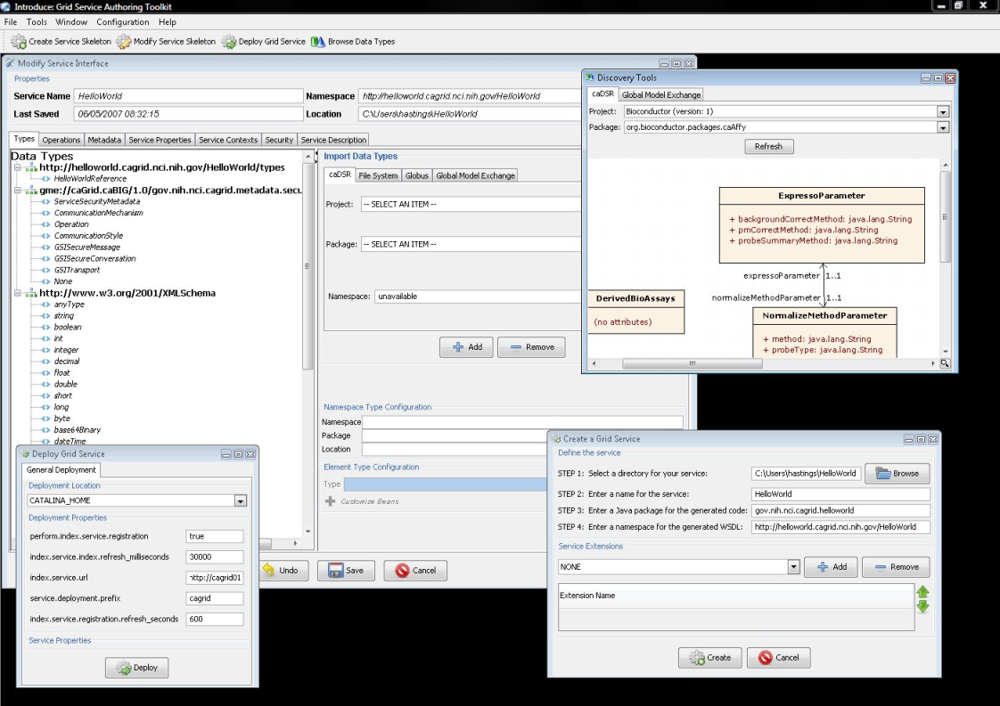 Introduce: Grid Service Authoring Toolkit
File Tools Window Configuration Help
Create Service Skeleton Modify Service Skeleton Deploy Grid Service Browse Data Types
Modify Service Interface
Properties
Service Name HelloWorld Namespace http://helloworld.cagrid.nci.nih.gov/HelloWorld
Last Saved 06/05/2007 08:32:15 Location C:\Users\hastings\HelloWorld
Types Operations Metadata Service Properties Service Contexts Security Service Description
Data Types
http://helloworld.cagrid.nci.nih.gov/HelloWorld/types
HelloWorldReference
gme://caGrid.caBIG/1.0/gov.nih.nci.cagrid.metadata.secu
ServiceSecurityMetadata
CommunicationMechanism
Operation
CommunicationStyle
GSISecureMessage
GSISecureConversation
GSITransport
None
http://www.w3.org/2001/XMLSchema
anyType
string
boolean
int
integer
decimal
float
double
short
long
byte
base64Binary
dateTime
Import Data Types
caDSR File System Globus Global Model Exchange
Project: -- SELECT AN ITEM --
Package: -- SELECT AN ITEM --
Namespace: unavailable
Add Remove
Namespace Type Configuration
Namespace
Package
Location
Element Type Configuration
Type
Customize Beans
Undo Save Cancel
Discovery Tools
caDSR Global Model Exchange
Project: Bioconductor (version: 1)
Package: org.bioconductor.packages.caAffy
Refresh
ExpressoParameter
+ backgroundCorrectMethod: java.lang.String
+ pmCorrectMethod: java.lang.String
+ probeSummaryMethod: java.lang.String
expressoParameter 1..1
normalizeMethodParameter 1..1
DerivedBioAssays
(no attributes)
NormalizeMethodParameter
+ method: java.lang.String
+ probeType: java.lang.String
Deploy Grid Service
General Deployment
Deployment Location
CATALINA_HOME
Deployment Properties
perform.index.service.registration true
index.service.index.refresh_milliseconds 30000
index.service.url http://cagrid01
service.deployment.prefix cagrid
index.service.registration.refresh_seconds 600
Service Properties
Deploy
Create a Grid Service
Define the service
STEP 1: Select a directory for your service: C:\Users\hastings\HelloWorld Browse
STEP 2: Enter a name for the service: HelloWorld
STEP 3: Enter a Java package for the generated code: gov.nih.nci.cagrid.helloworld
STEP 4: Enter a namespace for the generated WSDL: http://helloworld.cagrid.nci.nih.gov/HelloWorld
Service Extensions
NONE Add Remove
Extension Name
Create Cancel